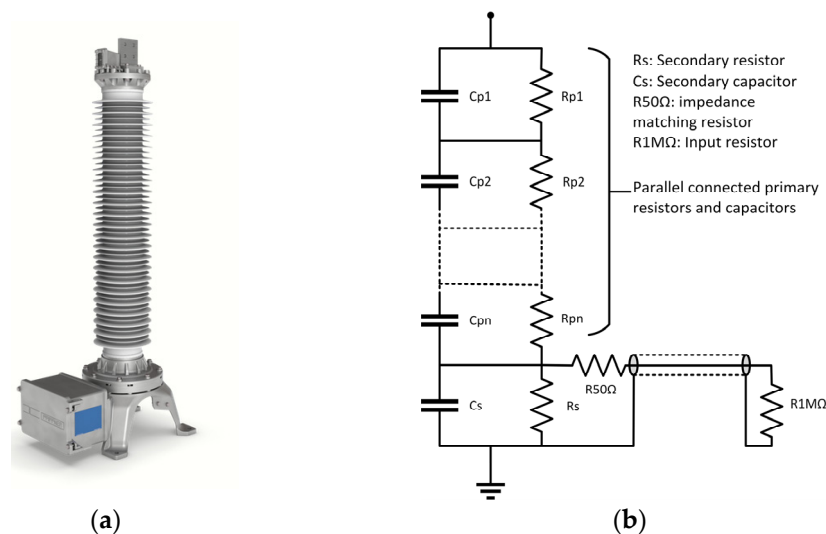 Cp1
Rp1
Cp2
Rp2
Cpn
Rpn
Cs
Rs
R50Ω
R1MΩ
Rs: Secondary resistor
Cs: Secondary capacitor
R50Ω: impedance
matching resistor
R1MΩ: Input resistor
Parallel connected primary
resistors and capacitors
(a)
(b)